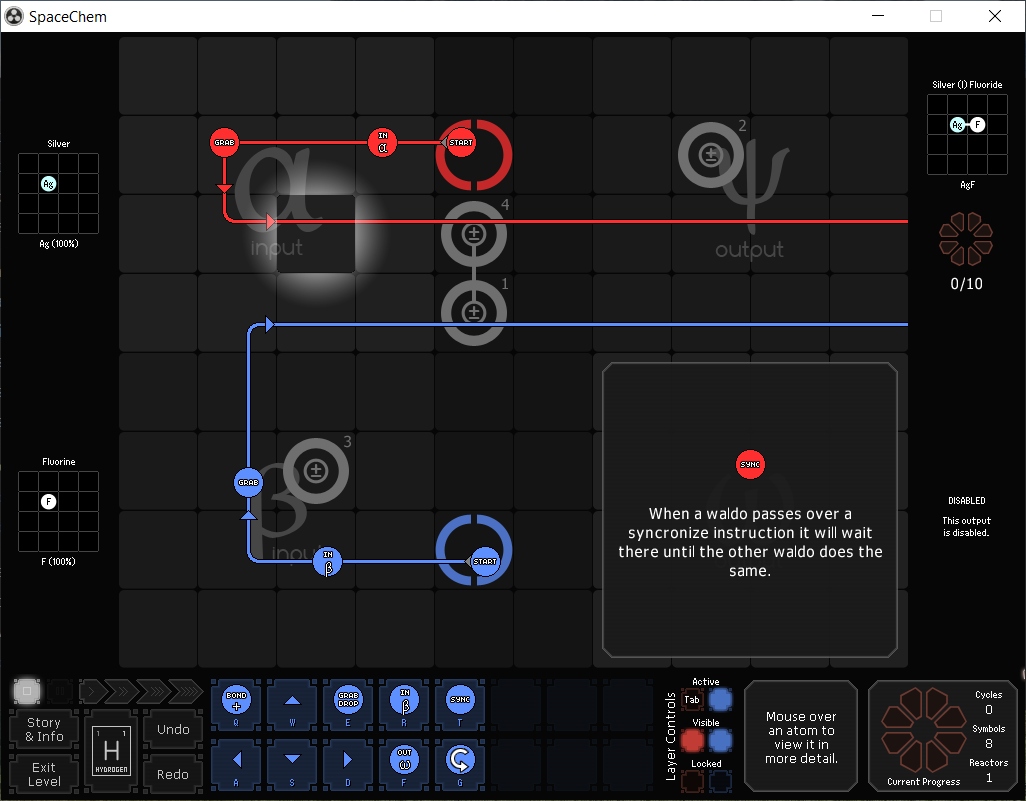 SpaceChem
Silver
Ag
Ag (100%)
Fluorine
F
F (100%)
GRAB
IN
α
START
α
input
4
1
2
ψ
output
GRAB
3
β
input
IN
β
START
SYNC
When a waldo passes over a
syncronize instruction it will wait
there until the other waldo does the
same.
Silver (I) Fluoride
Ag F
AgF
0/10
DISABLED
This output
is disabled.
Story
& Info
Exit
Level
1 1
H
HYDROGEN
Undo
Redo
BOND
+
Q
W
GRAB
DROP
E
IN
β
R
SYNC
T
A
S
D
OUT
(ω)
F
G
Layer Controls
Active
Tab
Visible
Locked
Mouse over
an atom to
view it in
more detail.
Cycles
0
Symbols
8
Reactors
1
Current Progress